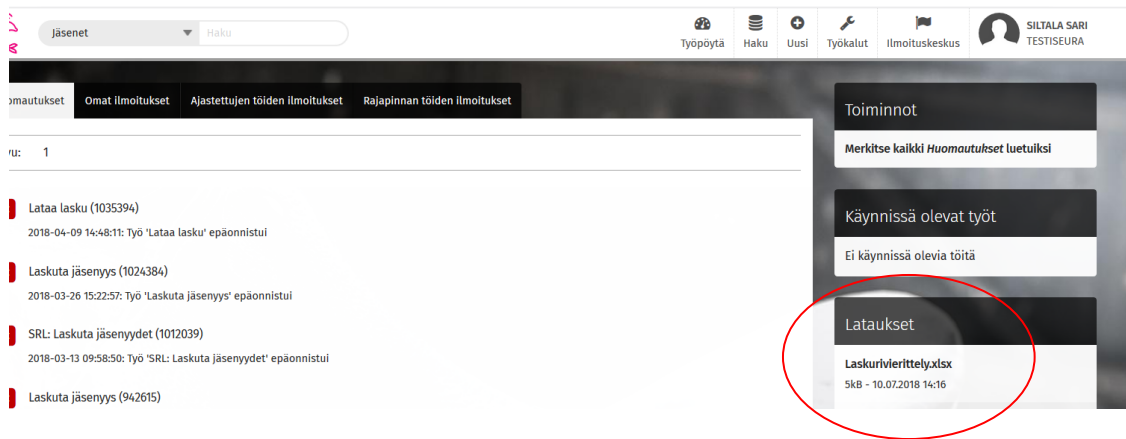 Jäsenet
Haku
Työpöytä
Haku
Uusi
Työkalut
Ilmoituskeskus
SILTALA SARI
TESTISEURA
Omat ilmoitukset
Ajastettujen töiden ilmoitukset
Rajapinnan töiden ilmoitukset
1
Lataa lasku (1035394)
2018-04-09 14:48:11: Työ 'Lataa lasku' epäonnistui
Laskuta jäsenyys (1024384)
2018-03-26 15:22:57: Työ 'Laskuta jäsenyys' epäonnistui
SRL: Laskuta jäsenyydet (1012039)
2018-03-13 09:58:50: Työ 'SRL: Laskuta jäsenyydet' epäonnistui
Laskuta jäsenyys (942615)
Toiminnot
Merkitse kaikki Huomautukset luetuiksi
Käynnissä olevat työt
Ei käynnissä olevia töitä
Lataukset
Laskurivierittely.xlsx
5kB - 10.07.2018 14:16